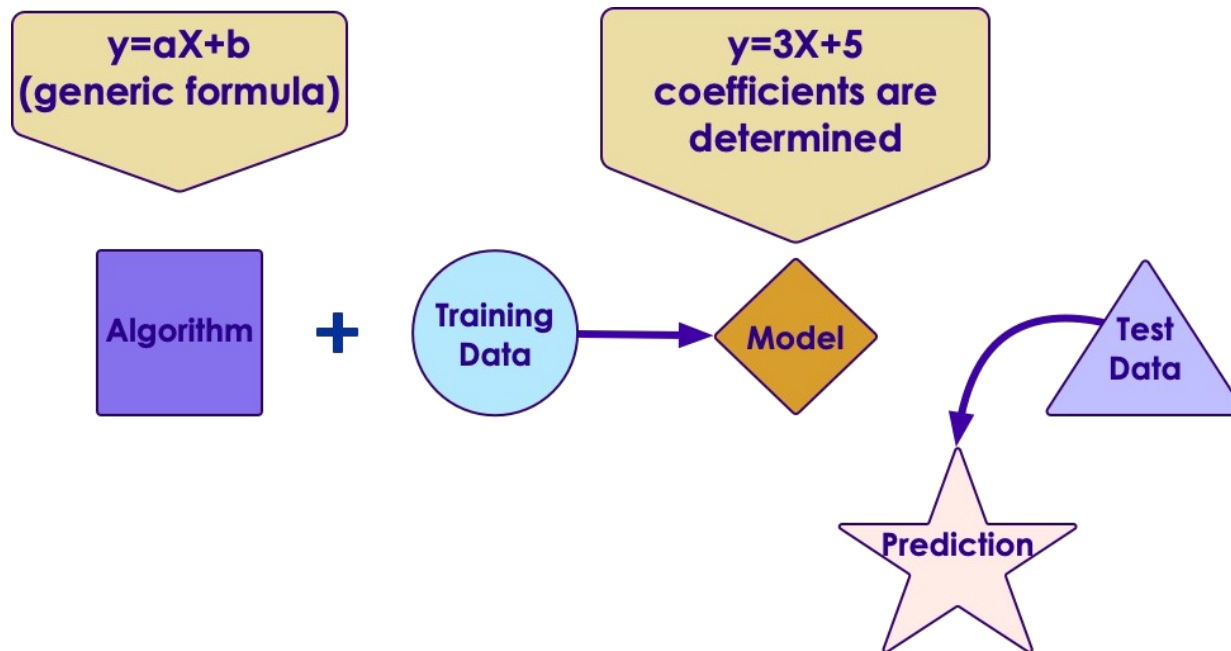 y=aX+b
(generic formula)
y=3X+5
coefficients are
determined
Algorithm
+
Training
Data
Model
Test
Data
Prediction